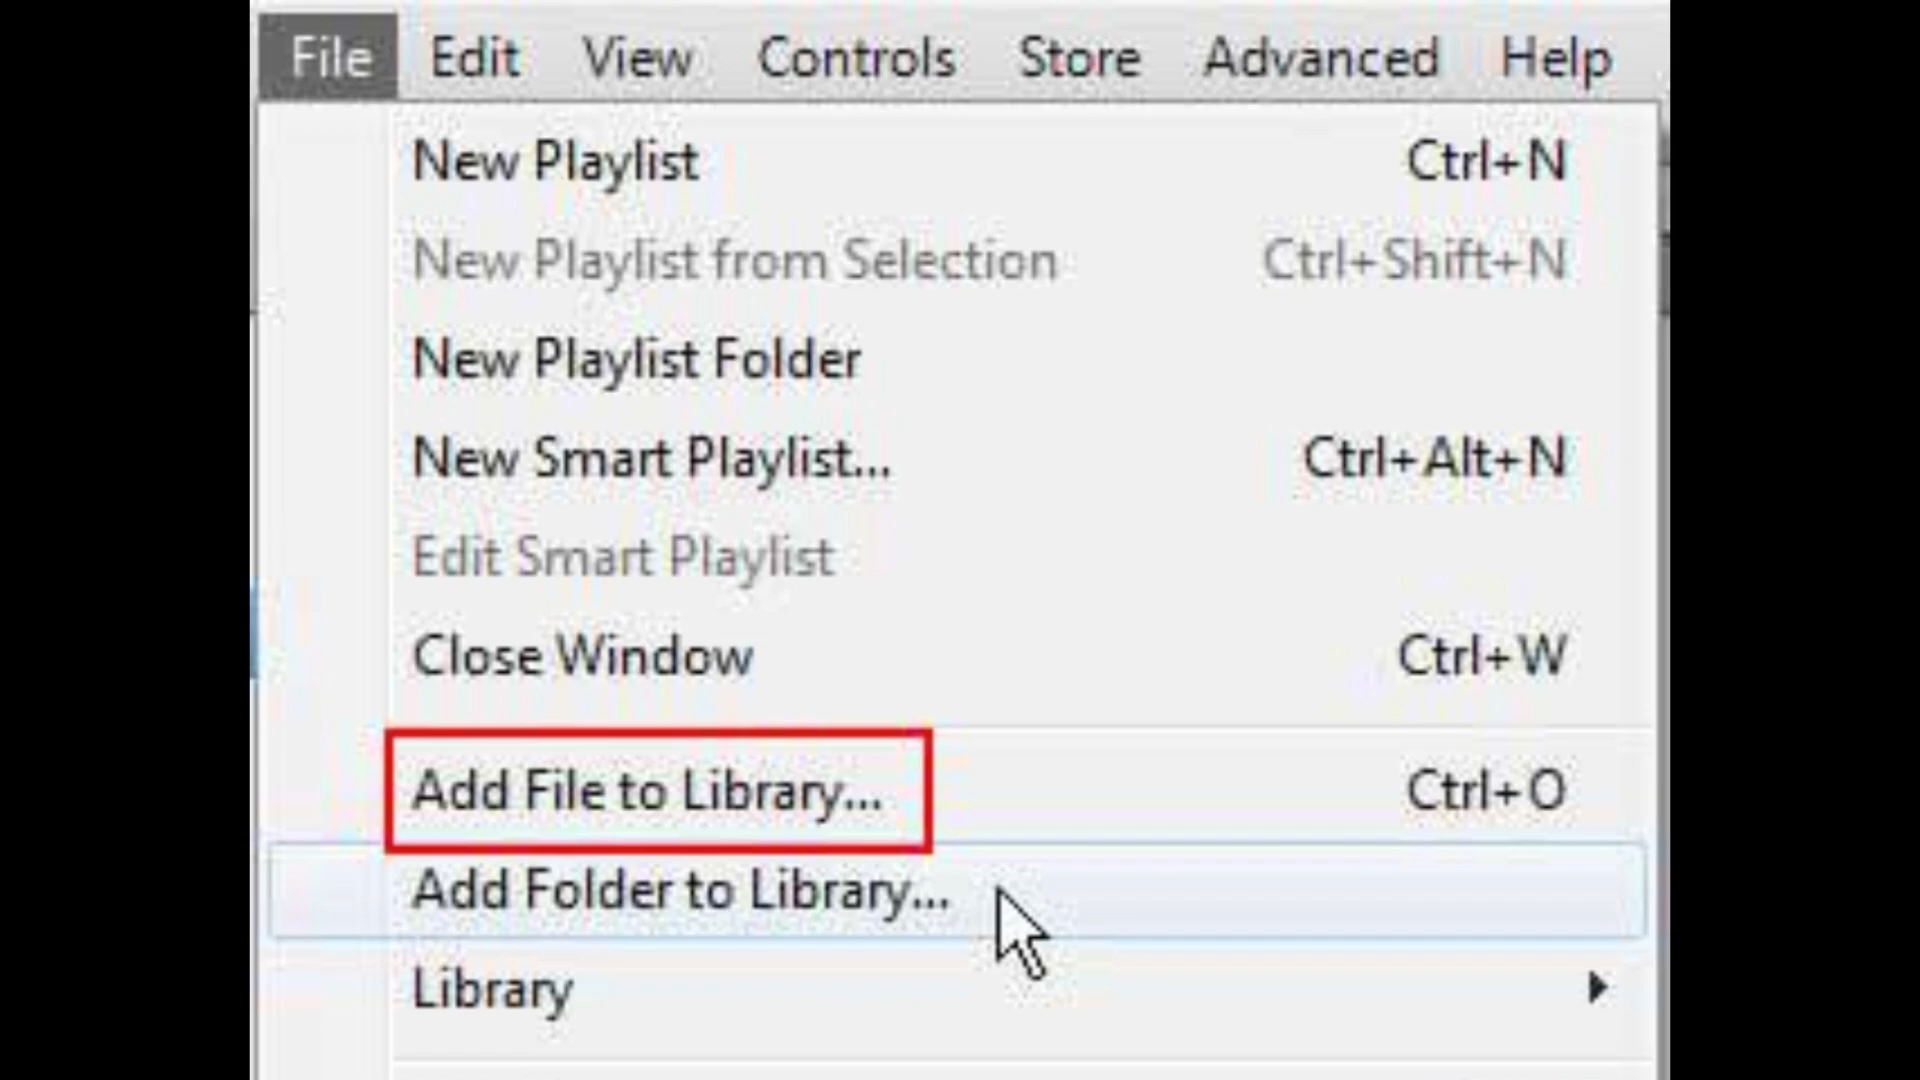 File Edit View Controls Store Advanced Help
New Playlist Ctrl+N
New Playlist from Selection Ctrl+Shift+N
New Playlist Folder
New Smart Playlist... Ctrl+Alt+N
Edit Smart Playlist
Close Window Ctrl+W
Add File to Library... Ctrl+O
Add Folder to Library...
Library